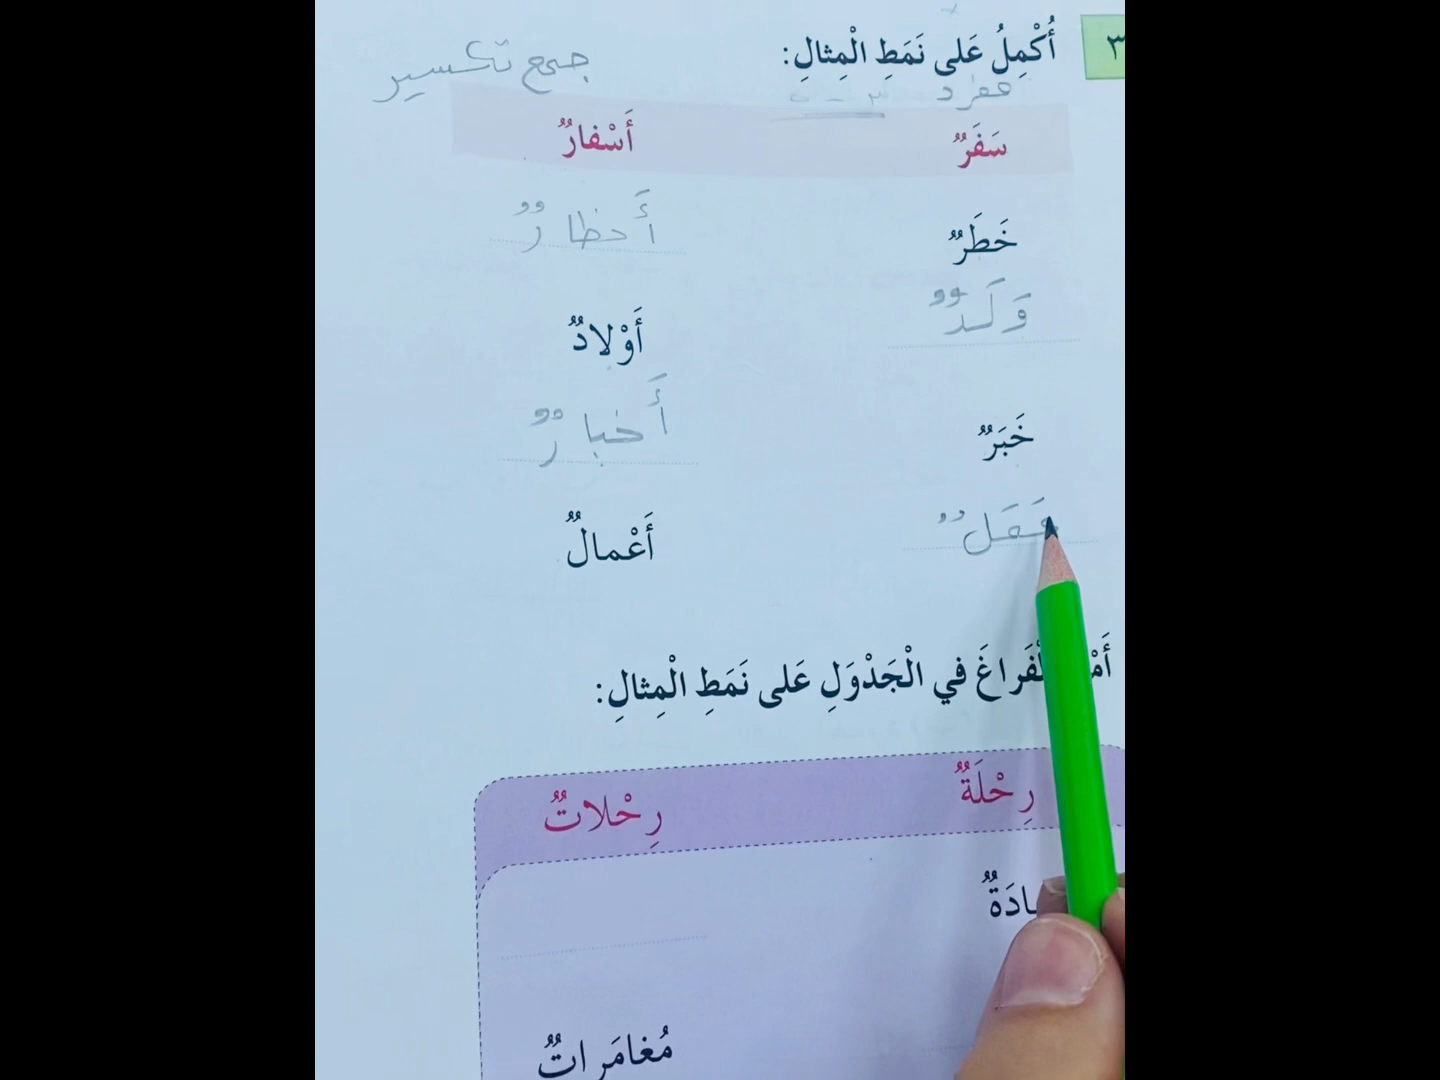 ٣ أُكْمِلُ عَلى نَمَطِ الْمِثالِ:
مفرد جمع تكسير
سَفَرٌ أَسْفارٌ
خَطَرٌ أَخطارٌ
وَلَدٌ أَوْلادٌ
خَبَرٌ أَخبارٌ
عَمَلٌ أَعْمالٌ
الْفَراغَ في الْجَدْوَلِ عَلى نَمَطِ الْمِثالِ:
رِحْلَةٌ رِحْلاتٌ
مُغامَراتٌ